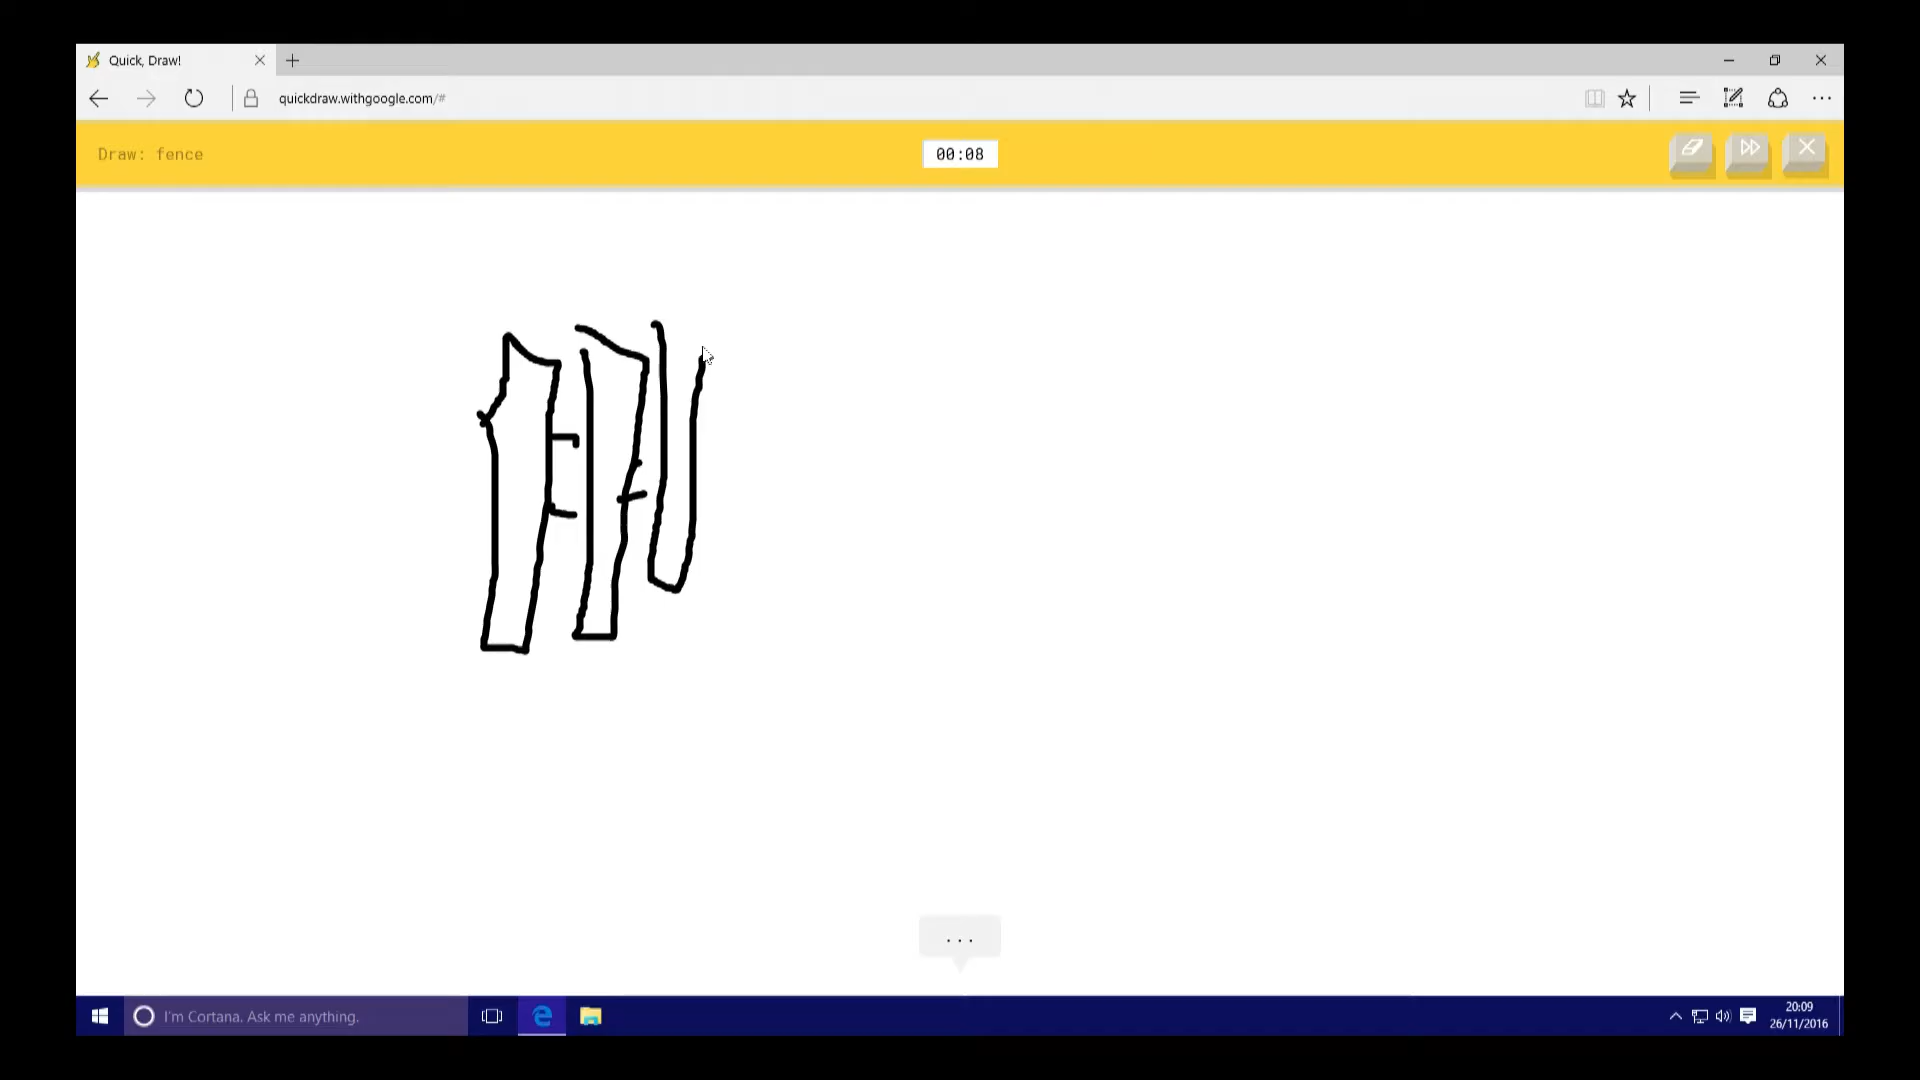 Quick, Draw!
quickdraw.withgoogle.com/#
Draw: fence
00:08
...
I'm Cortana. Ask me anything.
20:09
26/11/2016